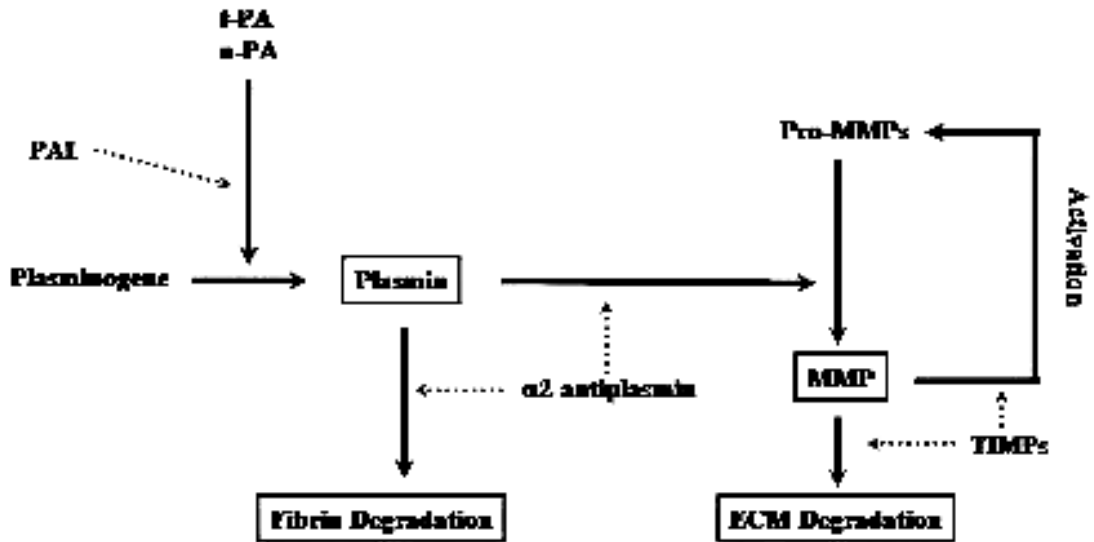 t-PA
u-PA
Pro-MMPs
PAI
Activation
Plasminogene
Plasmin
MMP
α2 antiplasmin
TIMPs
Fibrin Degradation
ECM Degradation